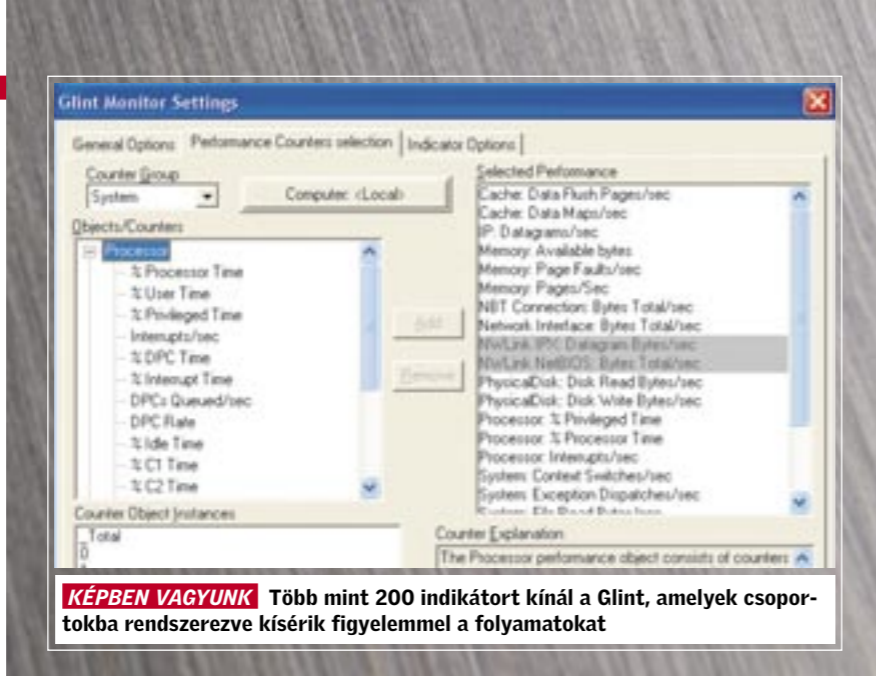 Glint Monitor Settings
General Options Performance Counters selection Indicator Options
Counter Group
System
Computer: <Local>
Objects/Counters
Processor
% Processor Time
% User Time
% Privileged Time
Interrupts/sec
% DPC Time
% Interrupt Time
DPCs Queued/sec
DPC Rate
% Idle Time
% C1 Time
% C2 Time
Add
Remove
Selected Performance
Cache: Data Flush Pages/sec
Cache: Data Maps/sec
IP: Datagrams/sec
Memory: Available bytes
Memory: Page Faults/sec
Memory: Pages/Sec
NBT Connection: Bytes Total/sec
Network Interface: Bytes Total/sec
NWLink IPX: Datagram Bytes/sec
NWLink NetBIOS: Bytes Total/sec
PhysicalDisk: Disk Read Bytes/sec
PhysicalDisk: Disk Write Bytes/sec
Processor: % Privileged Time
Processor: % Processor Time
Processor: Interrupts/sec
System: Context Switches/sec
System: Exception Dispatches/sec
System: File Read Bytes/sec
Counter Object Instances
_Total
0
Counter Explanation
The Processor performance object consists of counters
KÉPBEN VAGYUNK Több mint 200 indikátort kínál a Glint, amelyek csopor-
tokba rendszerezve kísérik figyelemmel a folyamatokat